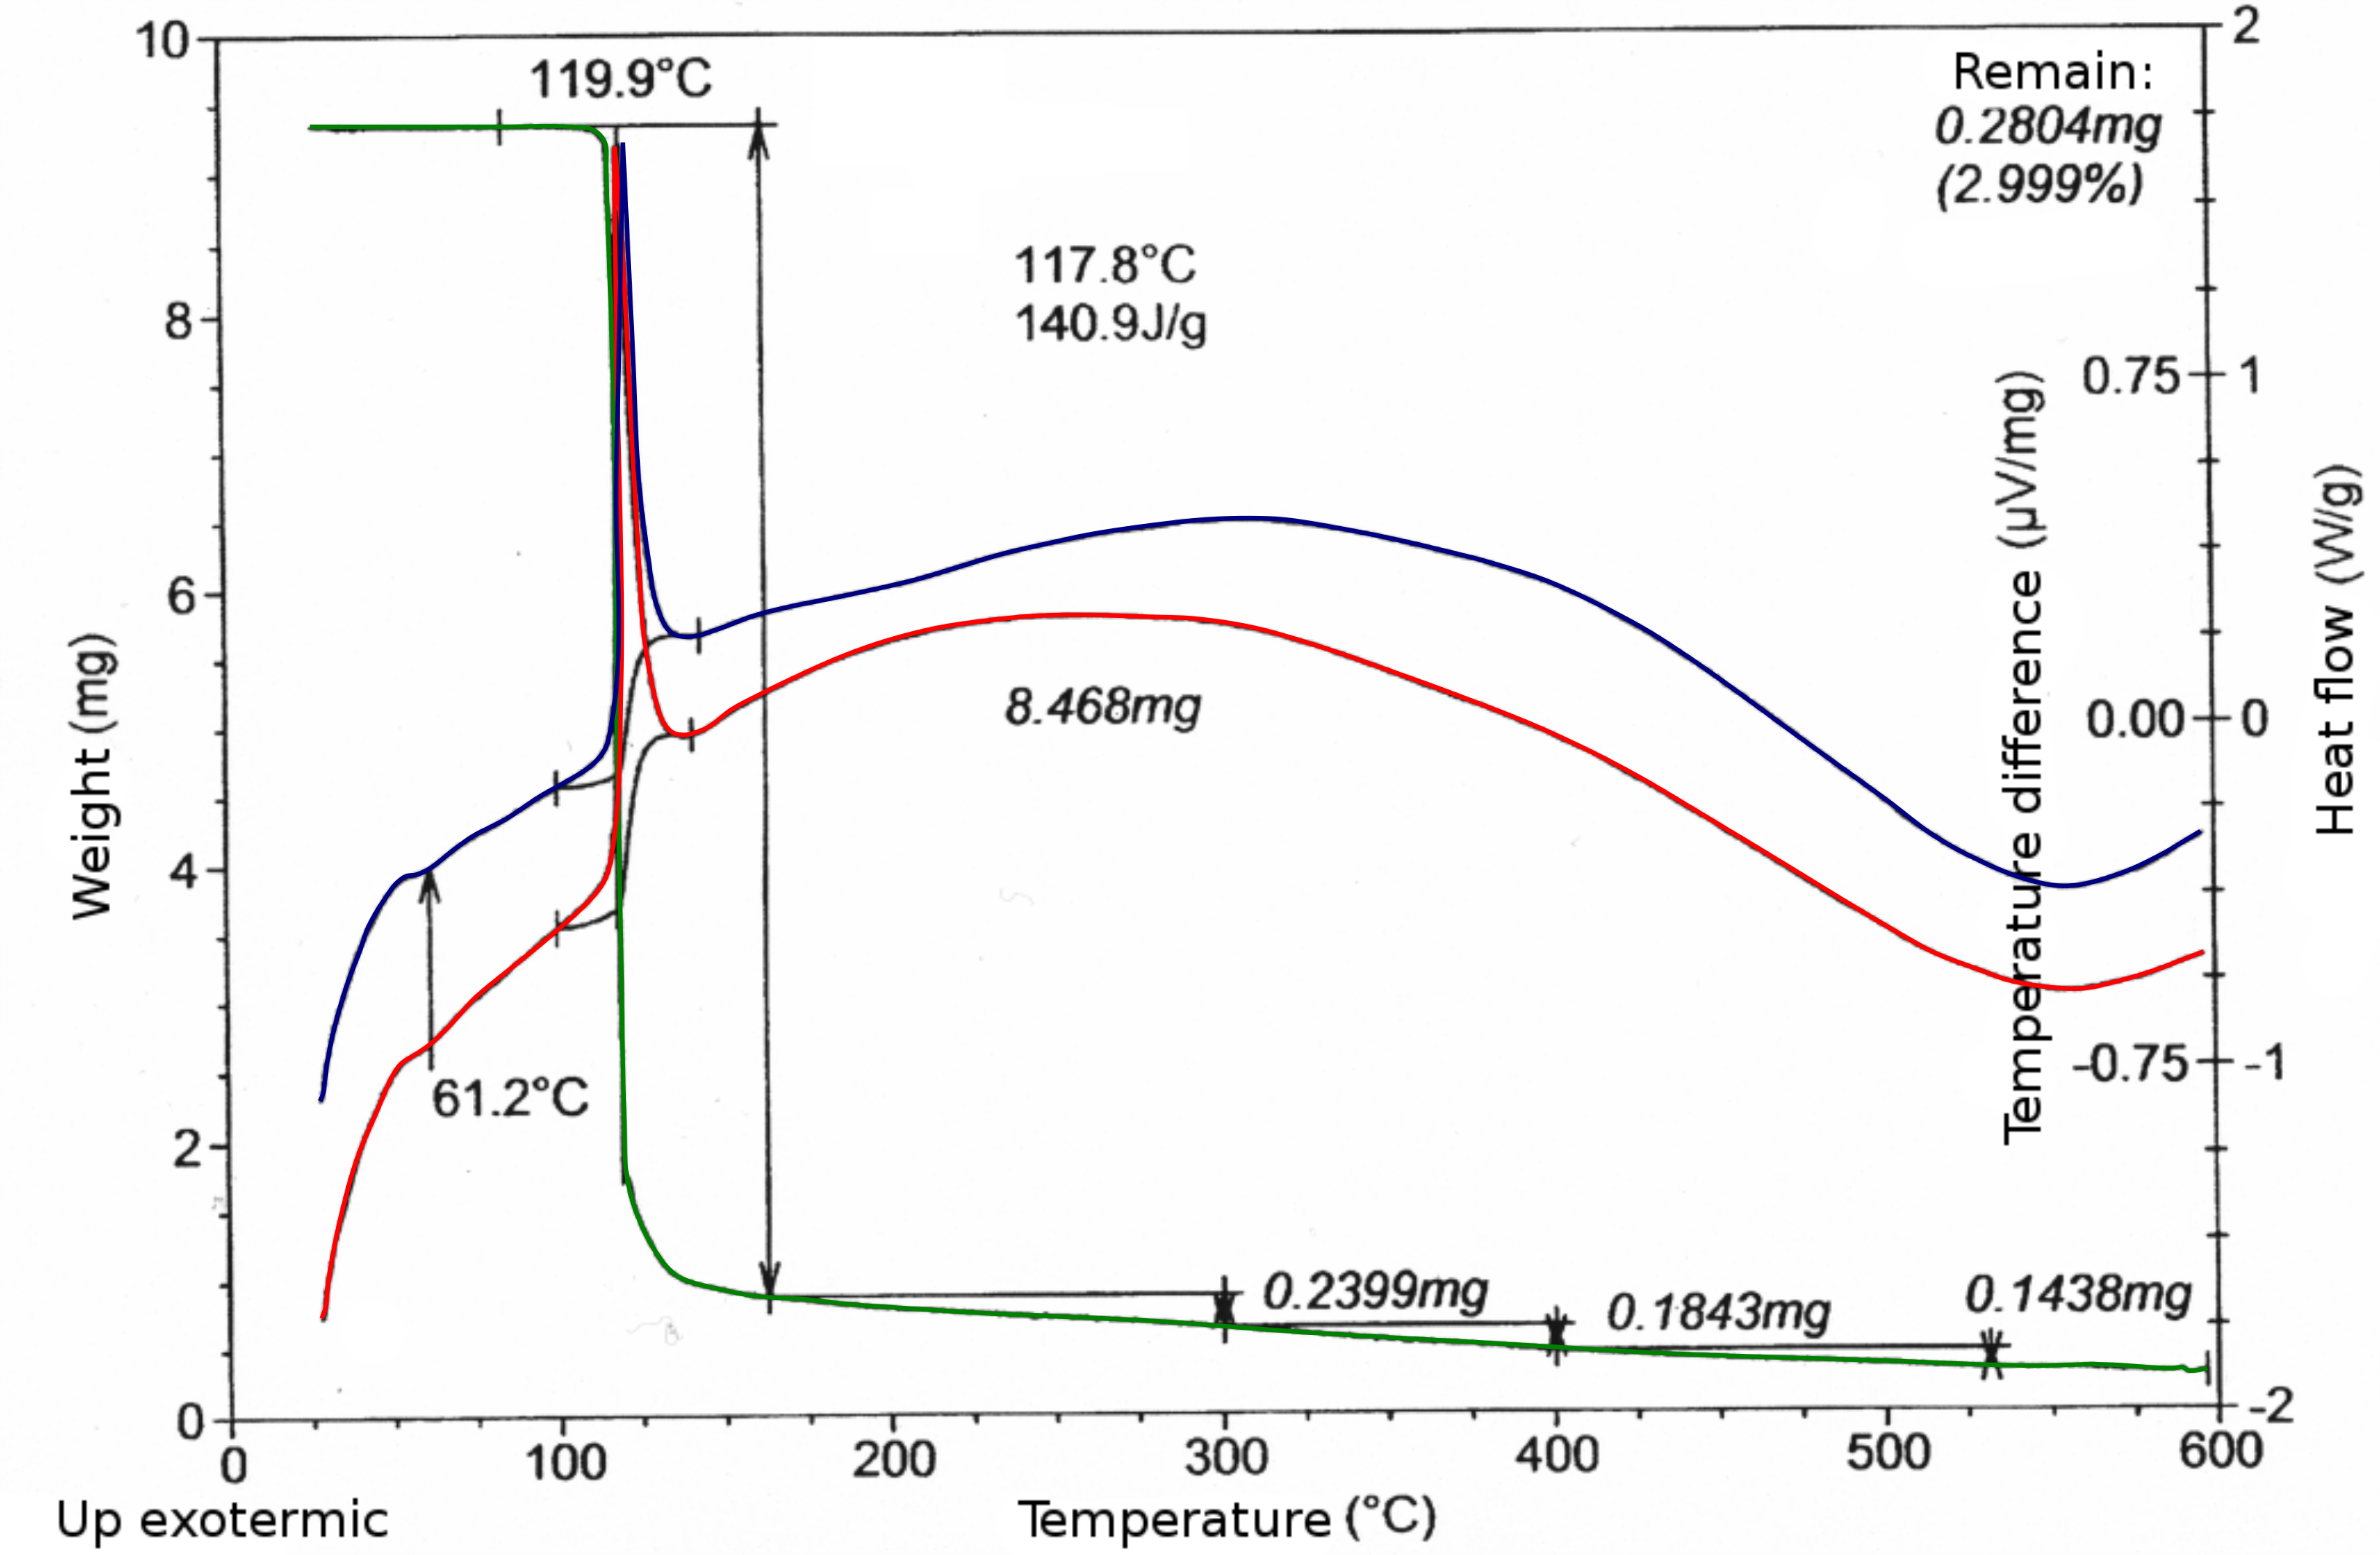 10
8
6
4
2
0
Weight (mg)
119.9°C
117.8°C
140.9J/g
8.468mg
61.2°C
Remain:
0.2804mg
(2.999%)
0.2399mg
0.1843mg
0.1438mg
0.75
0.00
-0.75
Temperature difference (µV/mg)
2
1
0
-1
-2
Heat flow (W/g)
0 100 200 300 400 500 600
Up exotermic
Temperature (°C)